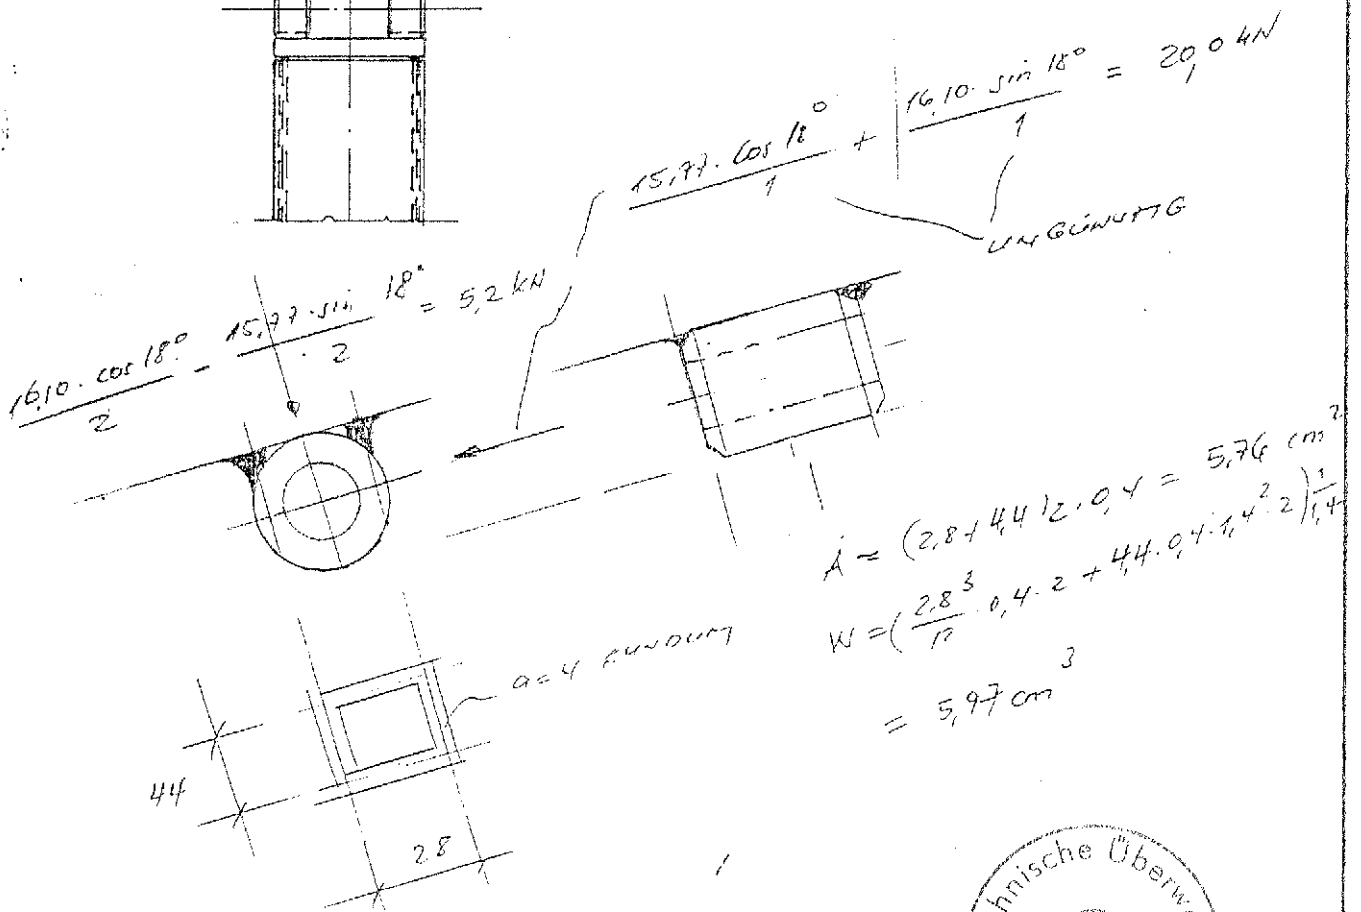 15,77 · cos 18° / 1 + 16,10 · sin 18° / 1 = 20,0 kN
UNGÜNSTIG
16,10 · cos 18° / 2 - 15,77 · sin 18° / 2 = 5,2 kN
A = (2,8 + 4,4) 2 · 0,4 = 5,76 cm²
W = (2,8³ / 12 · 0,4 · 2 + 4,4 · 0,4 · 1,4² · 2) 1 / 1,4
= 5,97 cm³
a = 4 RUNDUM
44
28
hnische Überw